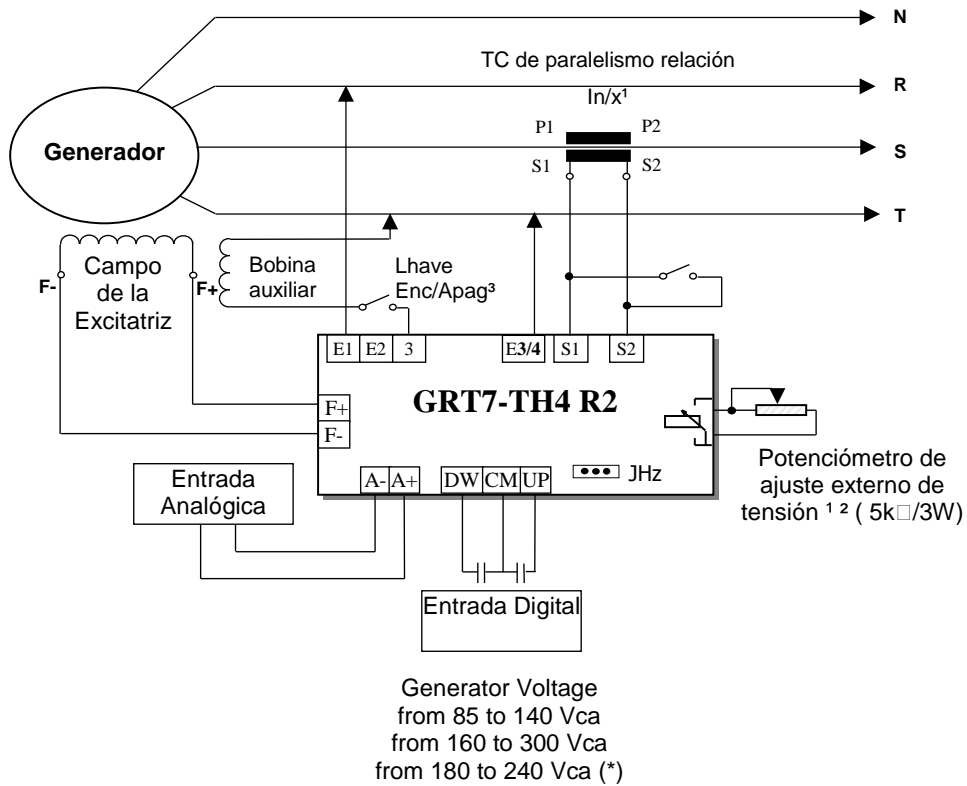 N
TC de paralelismo relación
R
In/x¹
P1 P2
Generador
S
S1 S2
T
Campo
de la
Excitatriz
F-
F+
Bobina
auxiliar
Lhave
Enc/Apag³
E1 E2 3 E3/4 S1 S2
GRT7-TH4 R2
F+
F-
A- A+ DW CM UP
JHz
Entrada
Analógica
Potenciómetro de
ajuste externo de
tensión ¹ ² ( 5k□/3W)
Entrada Digital
Generator Voltage
from 85 to 140 Vca
from 160 to 300 Vca
from 180 to 240 Vca (*)